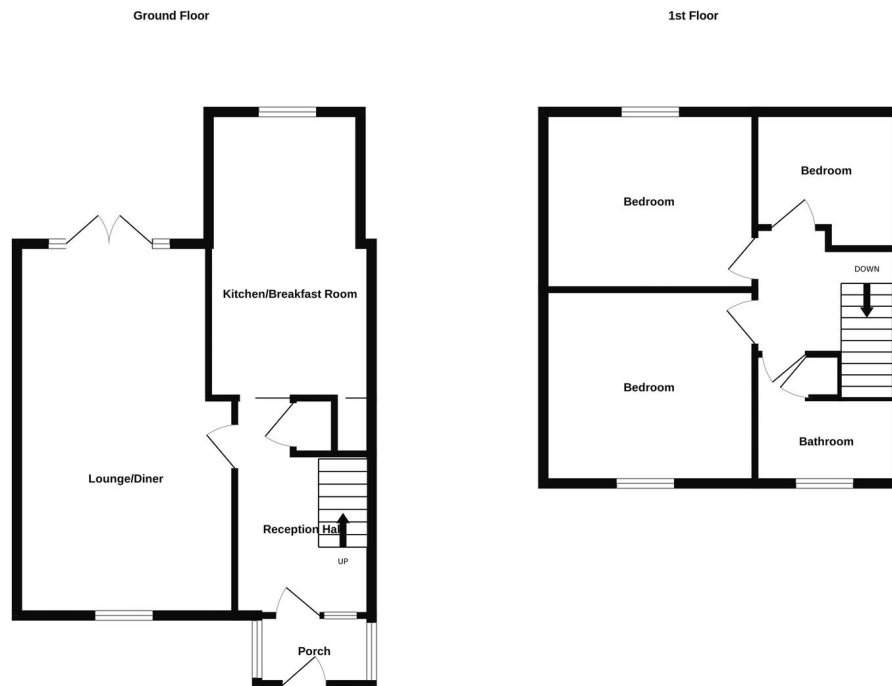 Ground Floor
Kitchen/Breakfast Room
Lounge/Diner
Reception Hall
UP
Porch
1st Floor
Bedroom
Bedroom
DOWN
Bedroom
Bathroom